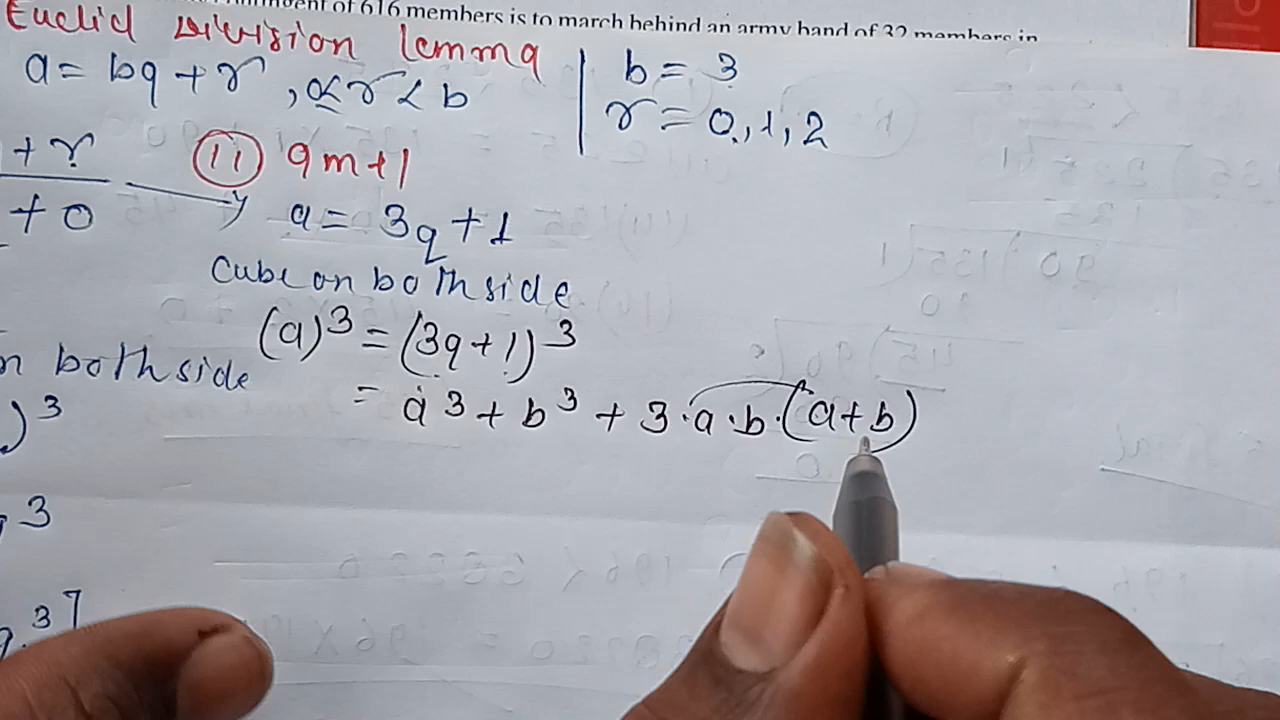 of 616 members is to march behind an army band of 32 members in
Euclid Division lemma
a = bq + r , 0≤r < b
b = 3
r = 0, 1, 2
+ r
(ii) 9m+1
+ 0
a = 3q + 1
Cube on both side
(a)³ = (3q + 1)³
n both side
= a³ + b³ + 3·a·b·(a+b)
)³
3
3]